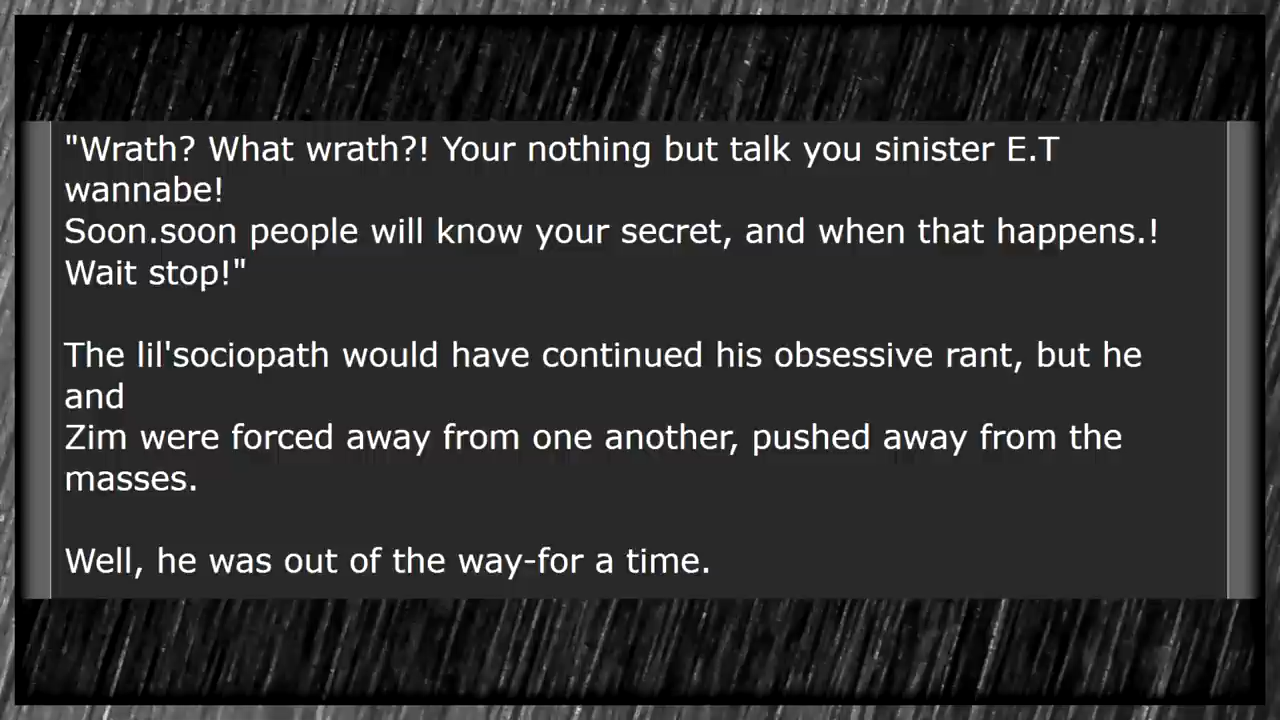 "Wrath? What wrath?! Your nothing but talk you sinister E.T
wannabe!
Soon.soon people will know your secret, and when that happens.!
Wait stop!"
The lil'sociopath would have continued his obsessive rant, but he
and
Zim were forced away from one another, pushed away from the
masses.
Well, he was out of the way-for a time.